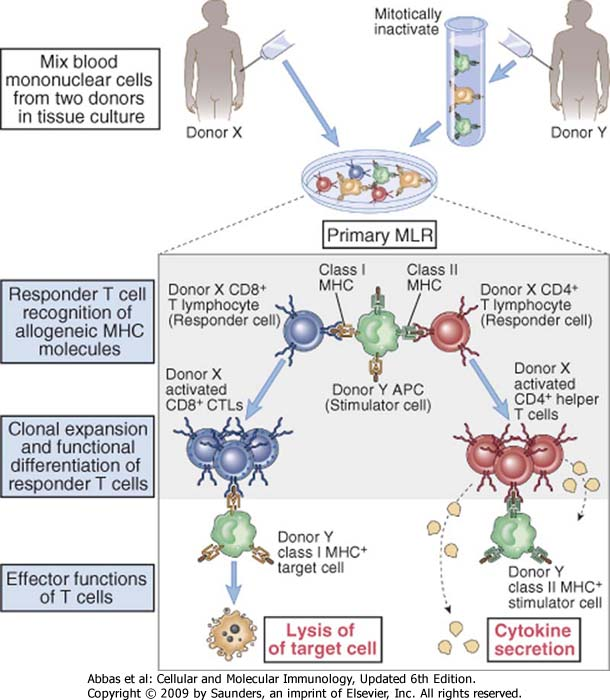 Mitotically
inactivate
Mix blood
mononuclear cells
from two donors
in tissue culture
Donor X
Donor Y
Primary MLR
Responder T cell
recognition of
allogeneic MHC
molecules
Donor X CD8+
T lymphocyte
(Responder cell)
Class I
MHC
Class II
MHC
Donor X CD4+
T lymphocyte
(Responder cell)
Donor X
activated
CD8+ CTLs
Donor Y APC
(Stimulator cell)
Donor X
activated
CD4+ helper
T cells
Clonal expansion
and functional
differentiation of
responder T cells
Donor Y
class I MHC+
target cell
Donor Y
class II MHC+
stimulator cell
Effector functions
of T cells
Lysis of
of target cell
Cytokine
secretion
Abbas et al: Cellular and Molecular Immunology, Updated 6th Edition.
Copyright © 2009 by Saunders, an imprint of Elsevier, Inc. All rights reserved.